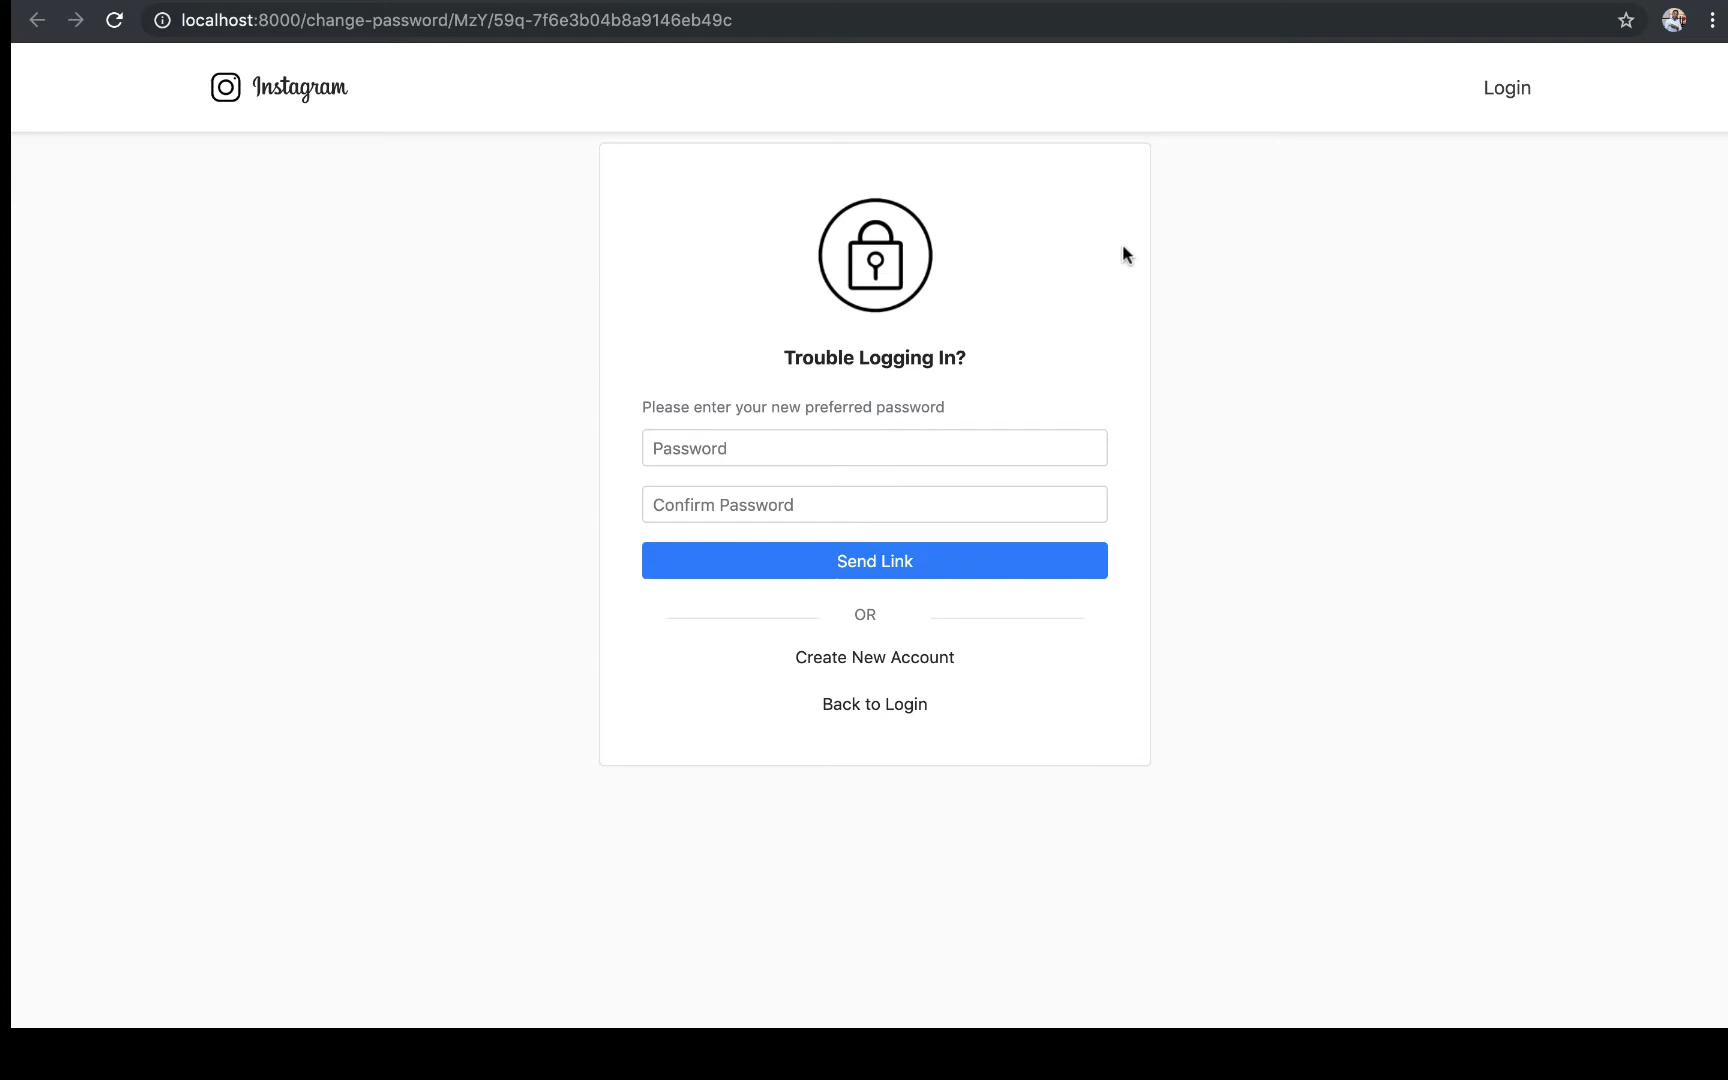 localhost:8000/change-password/MzY/59q-7f6e3b04b8a9146eb49c
Instagram
Login
Trouble Logging In?
Please enter your new preferred password
Password
Confirm Password
Send Link
OR
Create New Account
Back to Login